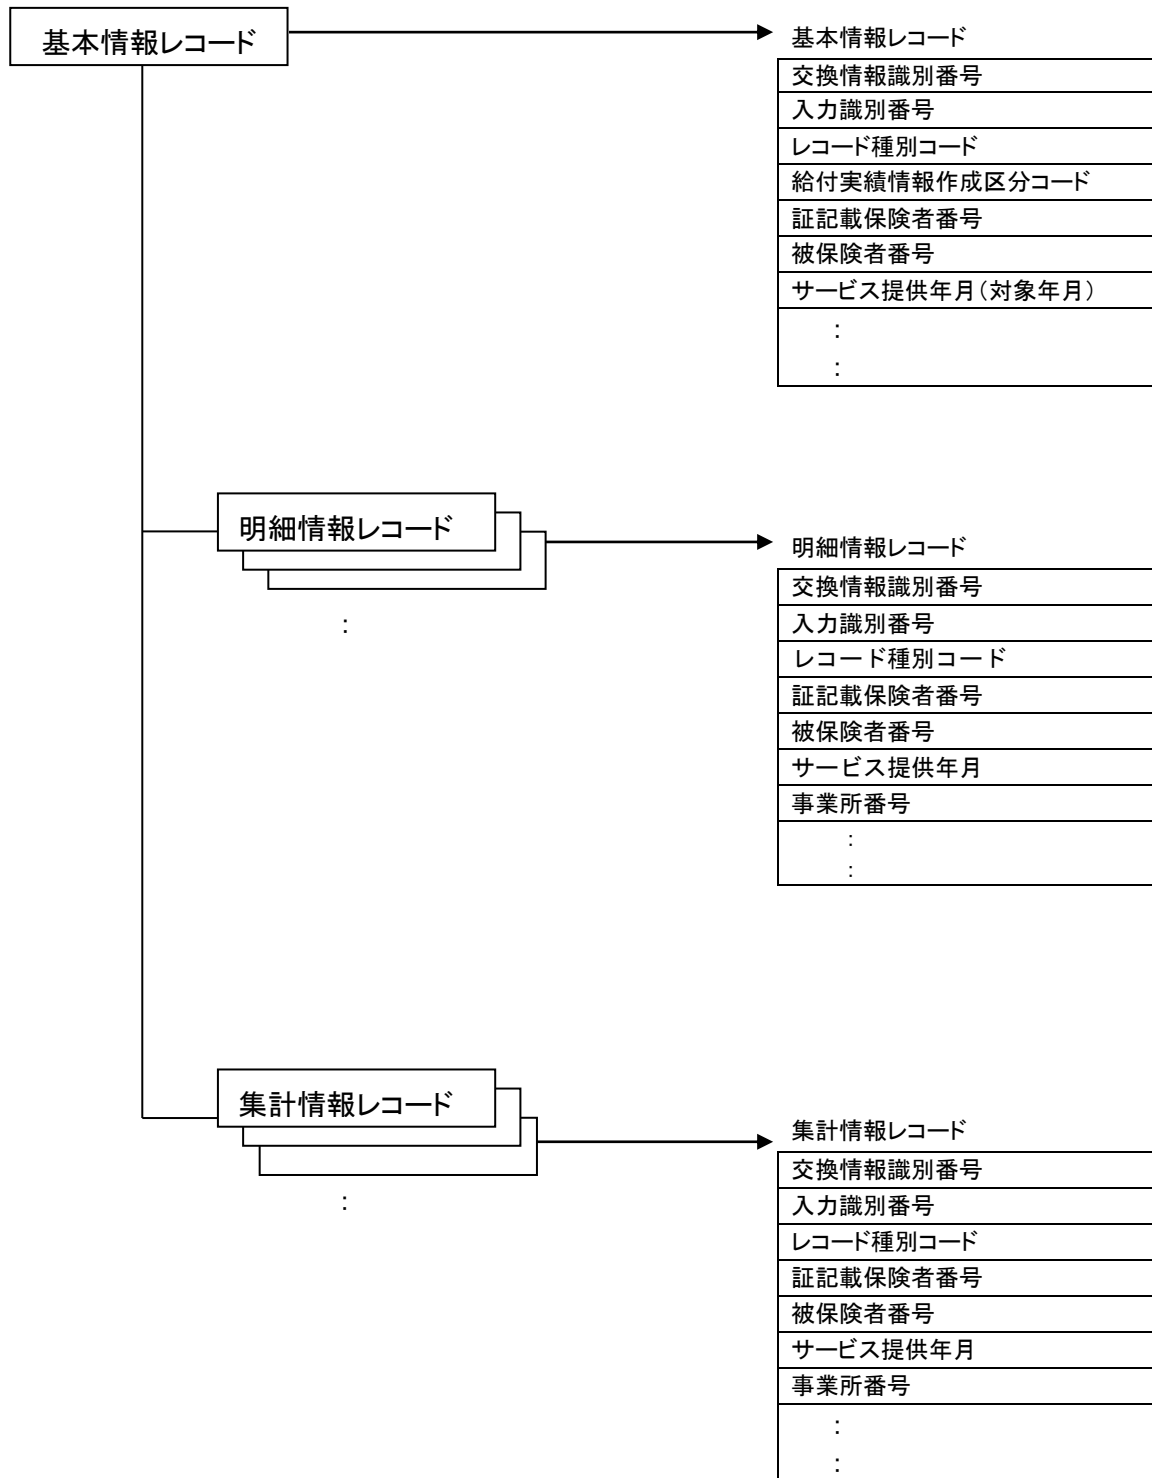 基本情報レコード
基本情報レコード
交換情報識別番号
入力識別番号
レコード種別コード
給付実績情報作成区分コード
証記載保険者番号
被保険者番号
サービス提供年月(対象年月)
:
:
明細情報レコード
:
明細情報レコード
交換情報識別番号
入力識別番号
レコード種別コード
証記載保険者番号
被保険者番号
サービス提供年月
事業所番号
:
:
集計情報レコード
:
集計情報レコード
交換情報識別番号
入力識別番号
レコード種別コード
証記載保険者番号
被保険者番号
サービス提供年月
事業所番号
:
: